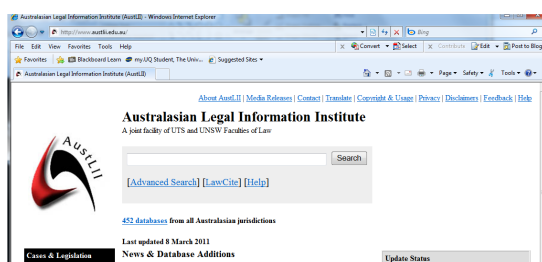 Australasian Legal Information Institute (AustLII) - Windows Internet Explorer
http://www.austlii.edu.au/
Bing
File Edit View Favorites Tools Help
Convert Select
Contribute Edit Post to Blog
Favorites Blackboard Learn my.UQ Student, The Univ... Suggested Sites
Australasian Legal Information Institute (AustLII)
Page Safety Tools
About AustLII | Media Releases | Contact | Translate | Copyright & Usage | Privacy | Disclaimers | Feedback | Help
Australasian Legal Information Institute
A joint facility of UTS and UNSW Faculties of Law
AustLII
Search
[Advanced Search] [LawCite] [Help]
452 databases from all Australasian jurisdictions
Last updated 8 March 2011
Cases & Legislation
News & Database Additions
Update Status